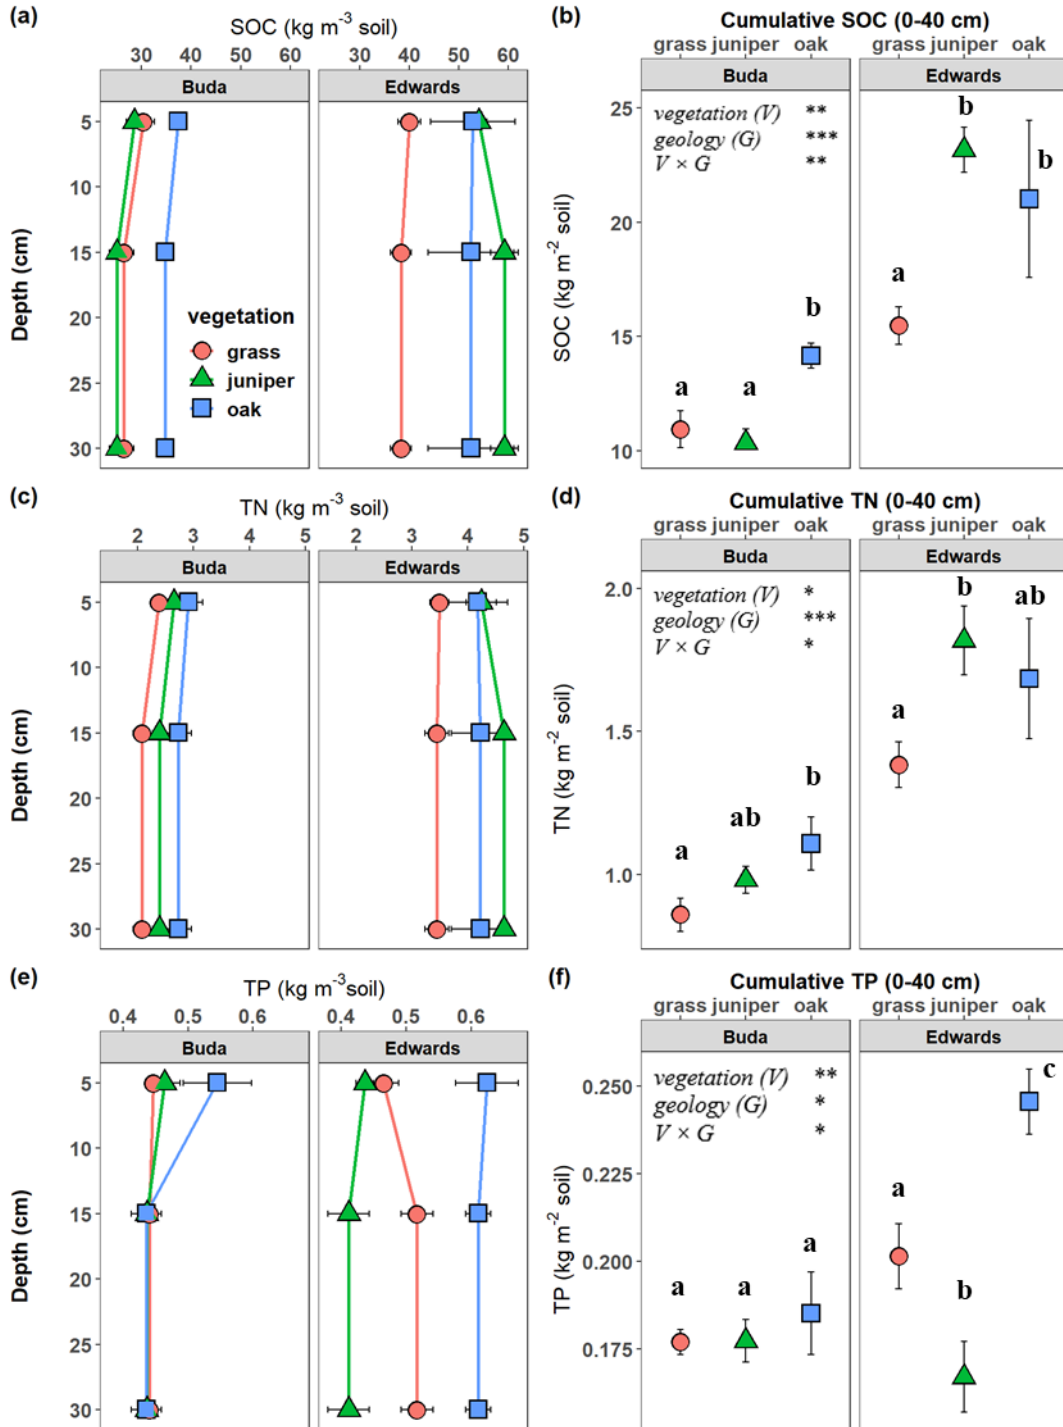 (a)
SOC (kg m⁻³ soil)
30 40 50 60 30 40 50 60
Buda Edwards
5
10
15
20
25
30
Depth (cm)
vegetation
grass
juniper
oak
(b)
Cumulative SOC (0-40 cm)
grass juniper oak grass juniper oak
Buda Edwards
vegetation (V) **
geology (G) ***
V × G **
25
20
15
10
SOC (kg m⁻² soil)
a a b
a b b
(c)
TN (kg m⁻³ soil)
2 3 4 5 2 3 4 5
Buda Edwards
5
10
15
20
25
30
Depth (cm)
(d)
Cumulative TN (0-40 cm)
grass juniper oak grass juniper oak
Buda Edwards
vegetation (V) *
geology (G) ***
V × G *
2.0
1.5
1.0
TN (kg m⁻² soil)
a ab b
a b ab
(e)
TP (kg m⁻³soil)
0.4 0.5 0.6 0.4 0.5 0.6
Buda Edwards
5
10
15
20
25
30
Depth (cm)
(f)
Cumulative TP (0-40 cm)
grass juniper oak grass juniper oak
Buda Edwards
vegetation (V) **
geology (G) *
V × G *
0.250
0.225
0.200
0.175
TP (kg m⁻² soil)
a a a
a b c